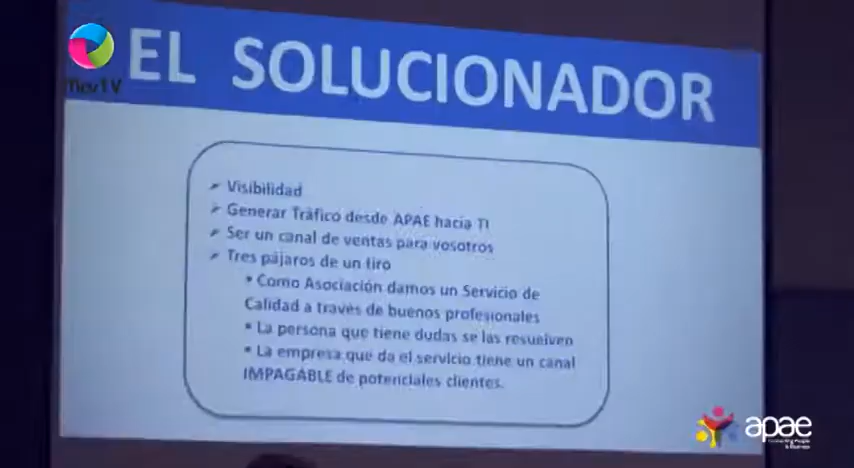 EL SOLUCIONADOR
➢ Visibilidad
➢ Generar Tráfico desde APAE hacia TI
➢ Ser un canal de ventas para vosotros
➢ Tres pájaros de un tiro
• Como Asociación damos un Servicio de
Calidad a través de buenos profesionales
• La persona que tiene dudas se las resuelven
• La empresa que da el servicio tiene un canal
IMPAGABLE de potenciales clientes.
apae